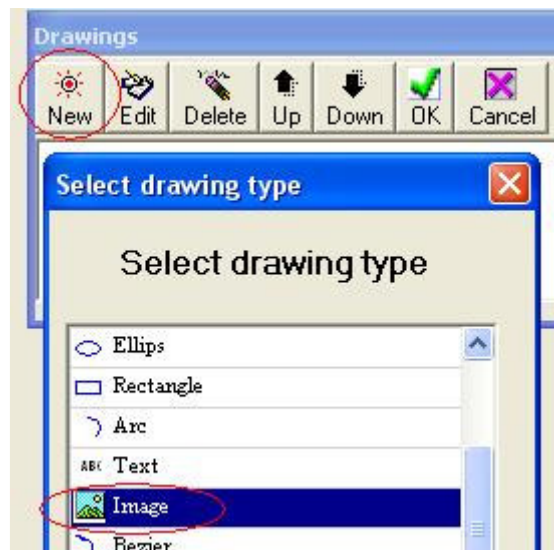 Drawings
New Edit Delete Up Down OK Cancel
Select drawing type
Select drawing type
Ellips
Rectangle
Arc
ABC Text
Image
Bezier